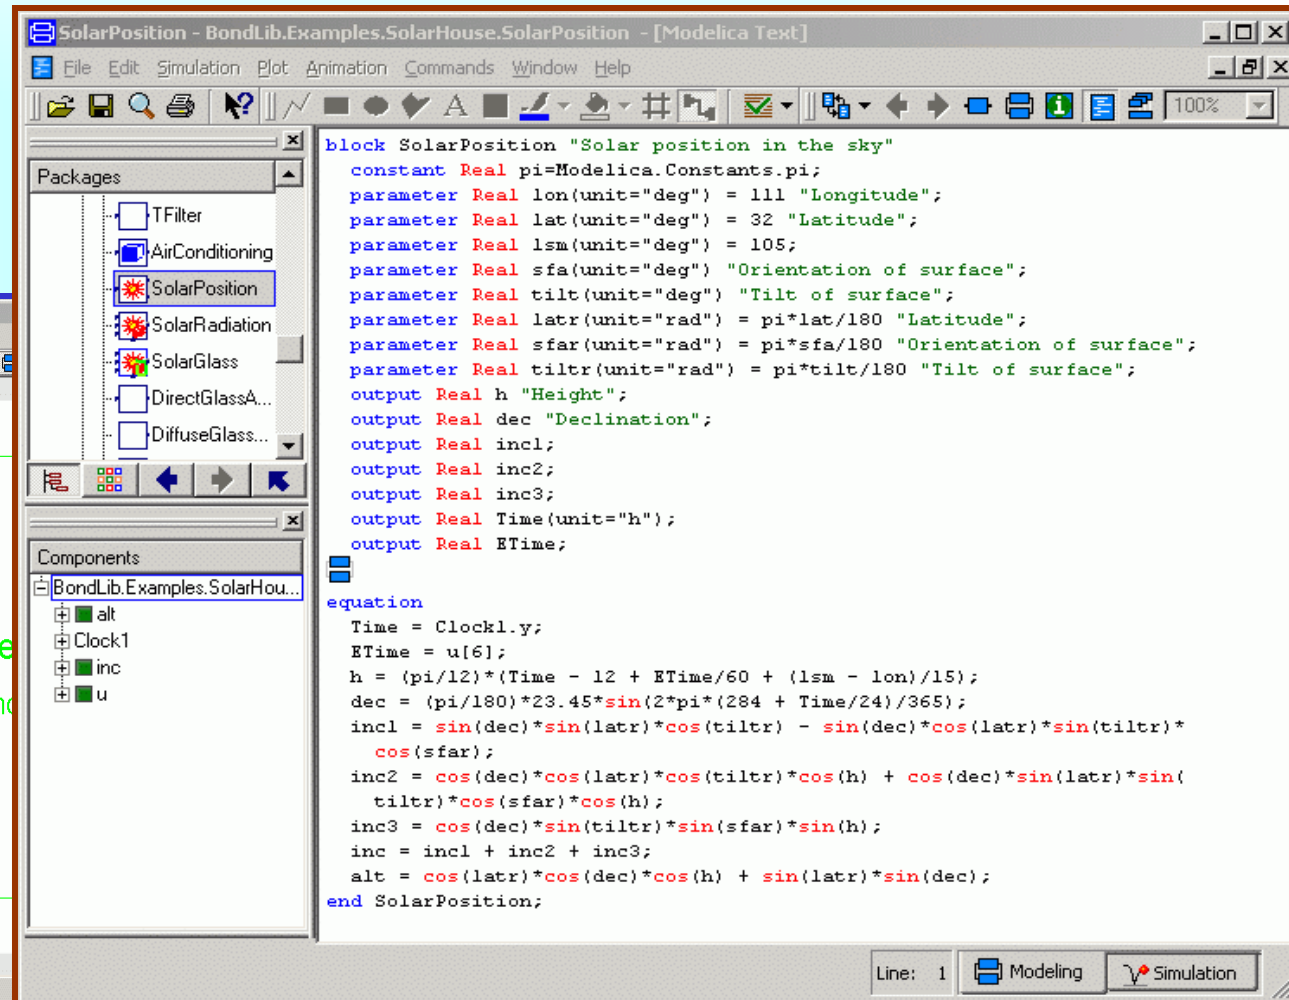 SolarPosition - BondLib.Examples.SolarHouse.SolarPosition - [Modelica Text]
File Edit Simulation Plot Animation Commands Window Help
100%
Packages
TFilter
AirConditioning
SolarPosition
SolarRadiation
SolarGlass
DirectGlassA...
DiffuseGlass...
Components
BondLib.Examples.SolarHou...
alt
Clock1
inc
u
block SolarPosition "Solar position in the sky"
constant Real pi=Modelica.Constants.pi;
parameter Real lon(unit="deg") = 111 "Longitude";
parameter Real lat(unit="deg") = 32 "Latitude";
parameter Real lsm(unit="deg") = 105;
parameter Real sfa(unit="deg") "Orientation of surface";
parameter Real tilt(unit="deg") "Tilt of surface";
parameter Real latr(unit="rad") = pi*lat/180 "Latitude";
parameter Real sfar(unit="rad") = pi*sfa/180 "Orientation of surface";
parameter Real tiltr(unit="rad") = pi*tilt/180 "Tilt of surface";
output Real h "Height";
output Real dec "Declination";
output Real inc1;
output Real inc2;
output Real inc3;
output Real Time(unit="h");
output Real ETime;
equation
Time = Clock1.y;
ETime = u[6];
h = (pi/12)*(Time - 12 + ETime/60 + (lsm - lon)/15);
dec = (pi/180)*23.45*sin(2*pi*(284 + Time/24)/365);
inc1 = sin(dec)*sin(latr)*cos(tiltr) - sin(dec)*cos(latr)*sin(tiltr)*
cos(sfar);
inc2 = cos(dec)*cos(latr)*cos(tiltr)*cos(h) + cos(dec)*sin(latr)*sin(
tiltr)*cos(sfar)*cos(h);
inc3 = cos(dec)*sin(tiltr)*sin(sfar)*sin(h);
inc = inc1 + inc2 + inc3;
alt = cos(latr)*cos(dec)*cos(h) + sin(latr)*sin(dec);
end SolarPosition;
Line: 1
Modeling
Simulation